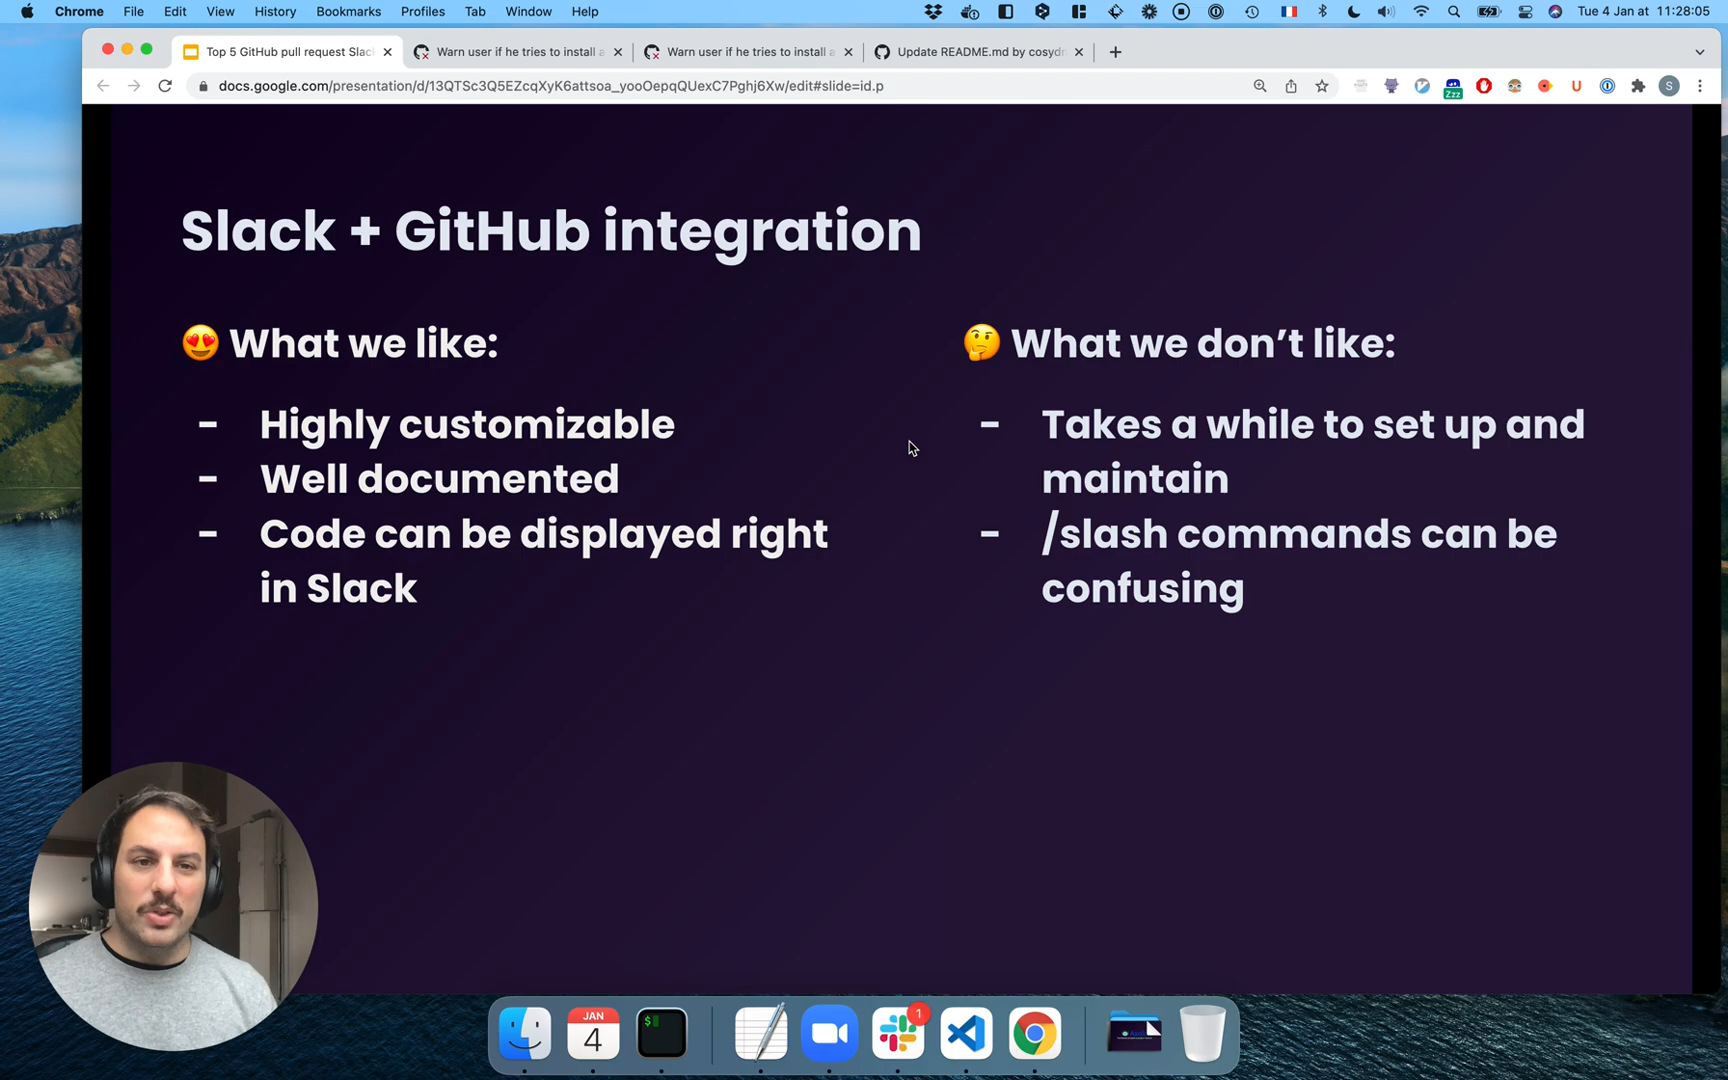 Chrome File Edit View History Bookmarks Profiles Tab Window Help Tue 4 Jan at 11:28:05
Top 5 GitHub pull request Slac
Warn user if he tries to install a
Warn user if he tries to install a
Update README.md by cosydn
docs.google.com/presentation/d/13QTSc3Q5EZcqXyK6attsoa_yooOepqQUexC7Pghj6Xw/edit#slide=id.p
Zzz
S
Slack + GitHub integration
😍 What we like:
- Highly customizable
- Well documented
- Code can be displayed right
in Slack
🤔 What we don’t like:
- Takes a while to set up and
maintain
- /slash commands can be
confusing
JAN
4
$
1